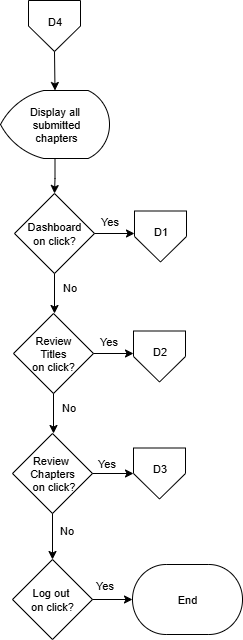 D4
Display all
submitted
chapters
Dashboard
on click?
Yes
D1
No
Review
Titles
on click?
Yes
D2
No
Review
Chapters
on click?
Yes
D3
No
Log out
on click?
Yes
End